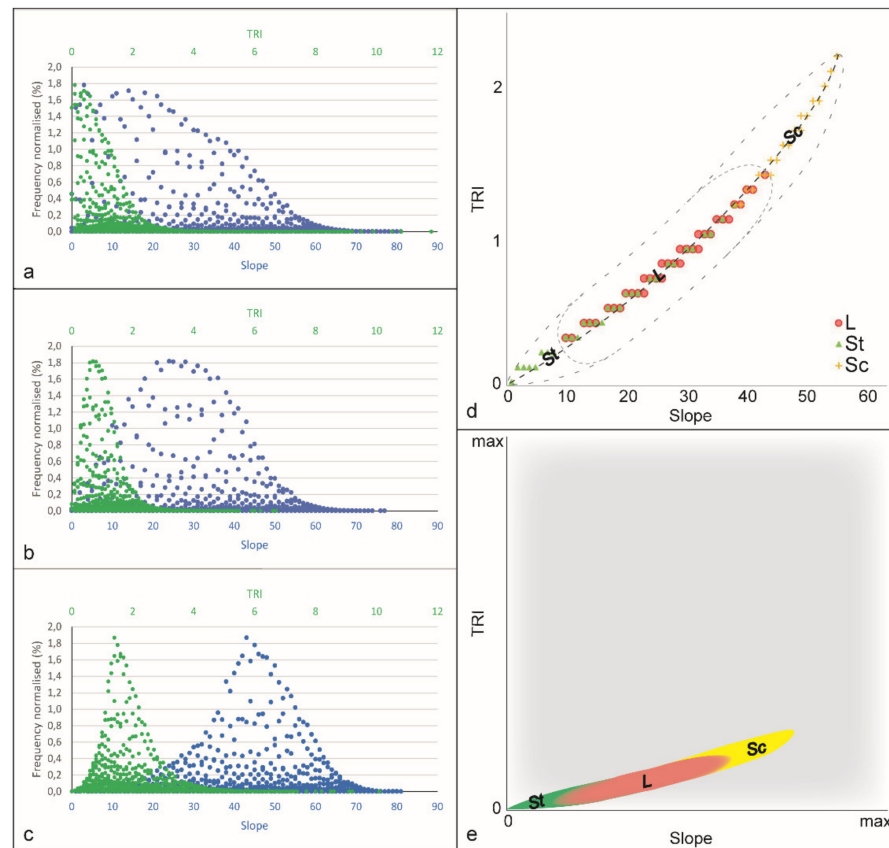 TRI
0 2 4 6 8 10 12
Frequency normalised (%)
2,0
1,8
1,6
1,4
1,2
1,0
0,8
0,6
0,4
0,2
0,0
0 10 20 30 40 50 60 70 80 90
Slope
a
TRI
0 2 4 6 8 10 12
Frequency normalised (%)
2,0
1,8
1,6
1,4
1,2
1,0
0,8
0,6
0,4
0,2
0,0
0 10 20 30 40 50 60 70 80 90
Slope
b
TRI
0 2 4 6 8 10 12
Frequency normalised (%)
2,0
1,8
1,6
1,4
1,2
1,0
0,8
0,6
0,4
0,2
0,0
0 10 20 30 40 50 60 70 80 90
Slope
c
d
2
Sc
TRI
1
L
L
St
St
Sc
0
0 10 20 30 40 50 60
Slope
max
TRI
Sc
L
St
0
0 max
Slope
e